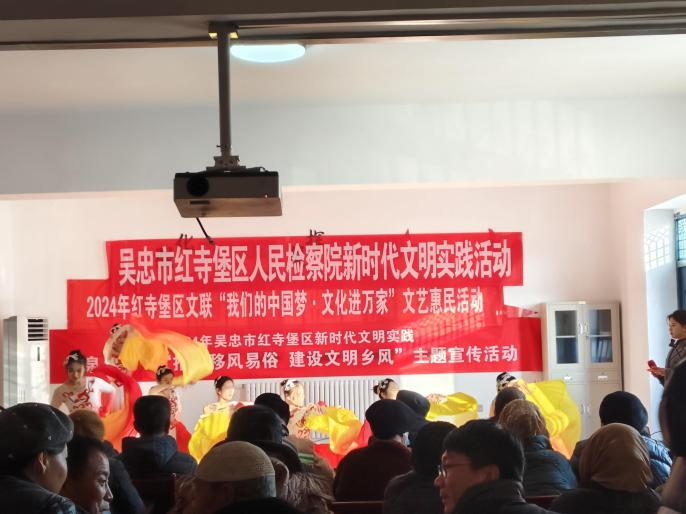 吴忠市红寺堡区人民检察院新时代文明实践活动
2024年红寺堡区文联“我们的中国梦·文化进万家”文艺惠民活动
年吴忠市红寺堡区新时代文明实践
移风易俗 建设文明乡风”主题宣传活动